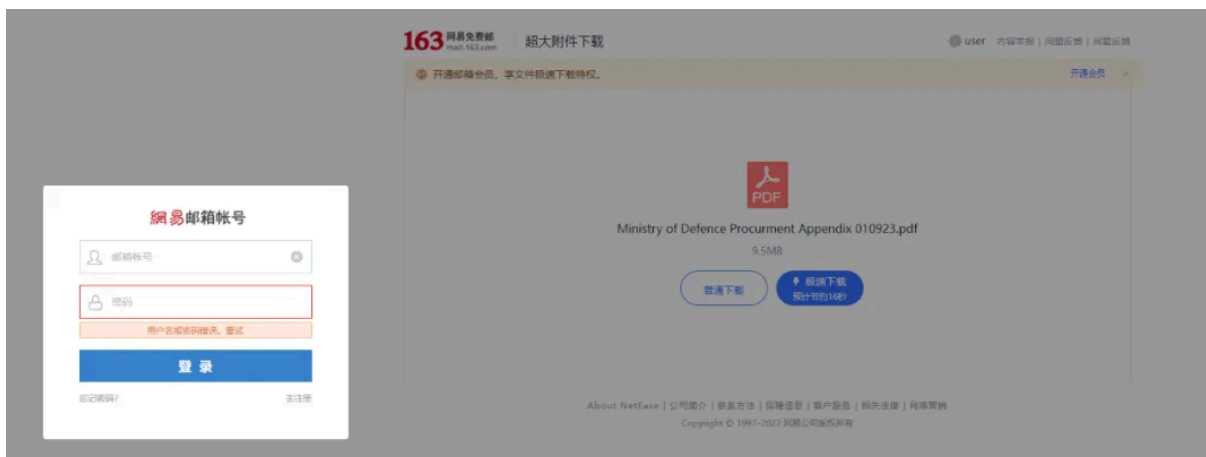 163 网易免费邮
mail.163.com
超大附件下载
user
开通邮箱会员，享文件极速下载特权。
开通会员
網易邮箱帐号
邮箱帐号
密码
用户名或密码错误，重试
登录
忘记密码?
去注册
PDF
Ministry of Defence Procurment Appendix 010923.pdf
9.5MB
普通下载
极速下载
预计节约16秒
About NetEase | 公司简介 | 联系方法 | 招聘信息 | 客户服务 | 相关法律 | 网络营销
Copyright © 1997-2023 网易公司版权所有